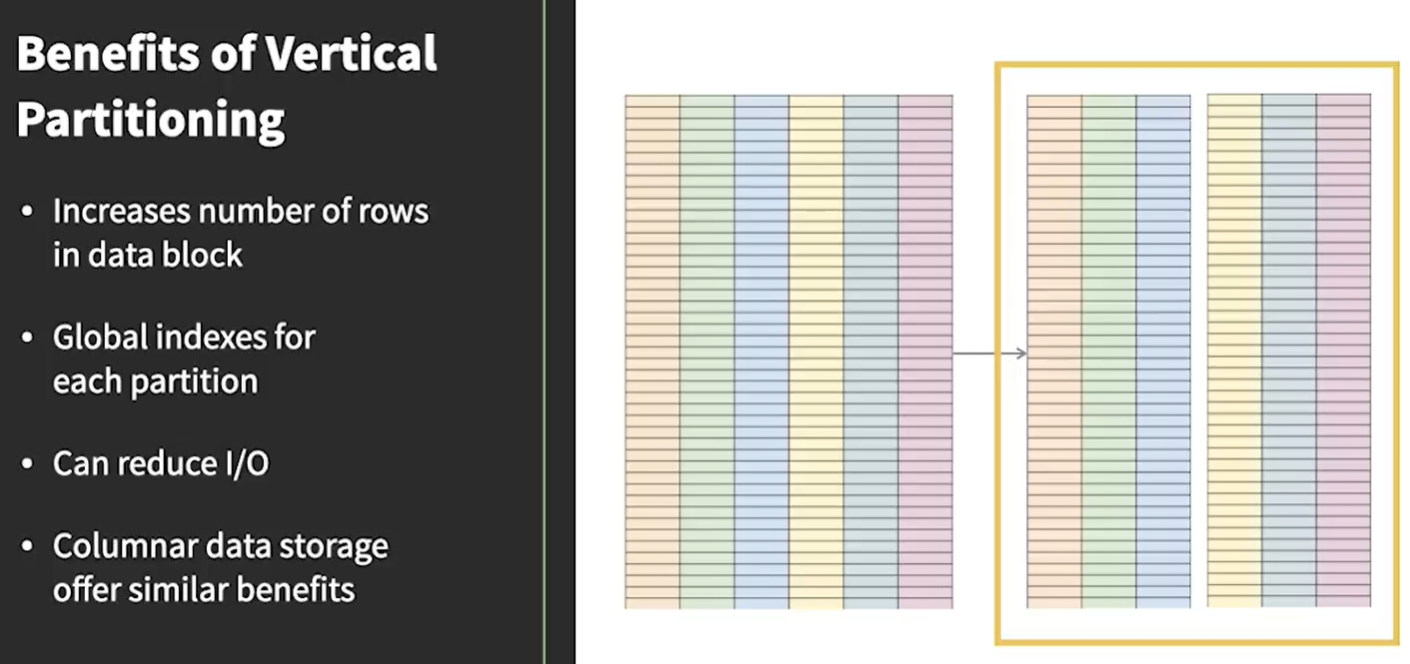 Benefits of Vertical
Partitioning
• Increases number of rows
in data block
• Global indexes for
each partition
• Can reduce I/O
• Columnar data storage
offer similar benefits